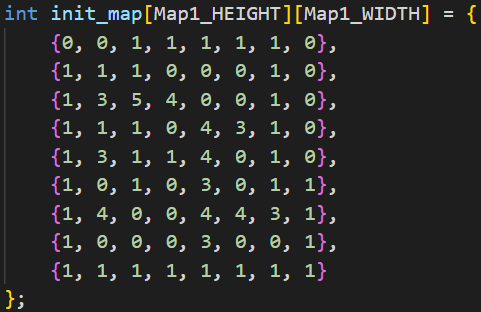 int init_map[Map1_HEIGHT][Map1_WIDTH] = {
{0, 0, 1, 1, 1, 1, 1, 0},
{1, 1, 1, 0, 0, 0, 1, 0},
{1, 3, 5, 4, 0, 0, 1, 0},
{1, 1, 1, 0, 4, 3, 1, 0},
{1, 3, 1, 1, 4, 0, 1, 0},
{1, 0, 1, 0, 3, 0, 1, 1},
{1, 4, 0, 0, 4, 4, 3, 1},
{1, 0, 0, 0, 3, 0, 0, 1},
{1, 1, 1, 1, 1, 1, 1, 1}
};